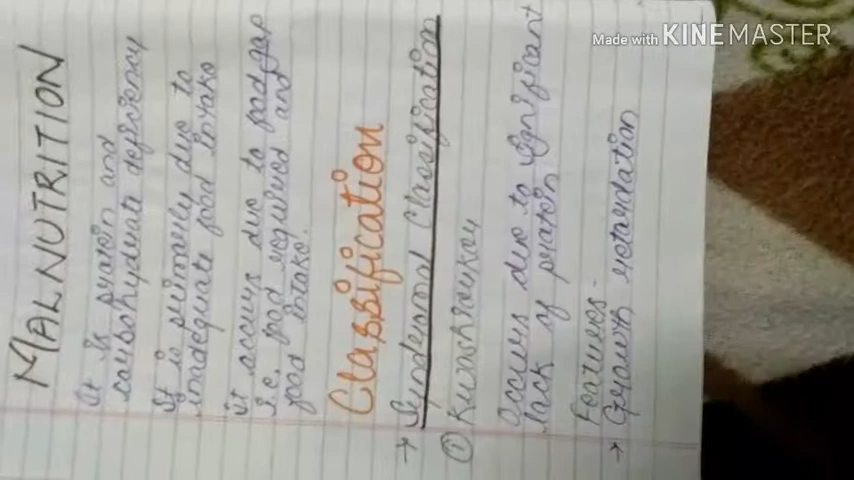 MALNUTRITION
It is protein and
carbohydrate deficiency
It is primarily due to
inadequate food intake
it occurs due to food gap
i.e. food required and
food intake.
Classification
→ Syndromal Classification
① Kwashiorkor
occurs due to significant
lack of protein
Features -
→ Growth retardation
Made with KINEMASTER